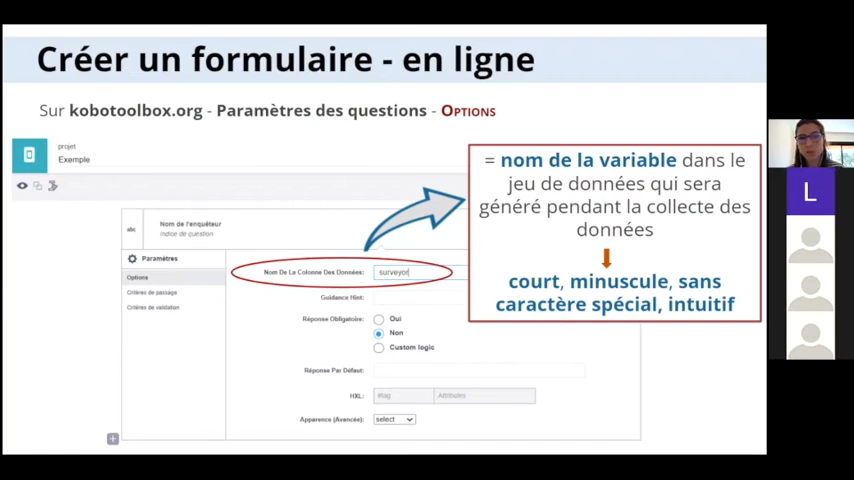 Créer un formulaire - en ligne
Sur kobotoolbox.org - Paramètres des questions - OPTIONS
projet
Exemple
abc
Nom de l'enquêteur
indice de question
Paramètres
Options
Critères de passage
Critères de validation
Nom De La Colonne Des Données:
surveyor
Guidance Hint:
Réponse Obligatoire:
Oui
Non
Custom logic
Réponse Par Défaut:
HXL:
#tag
Attributes
Apparence (Avancée):
select
= nom de la variable dans le
jeu de données qui sera
généré pendant la collecte des
données
court, minuscule, sans
caractère spécial, intuitif
L